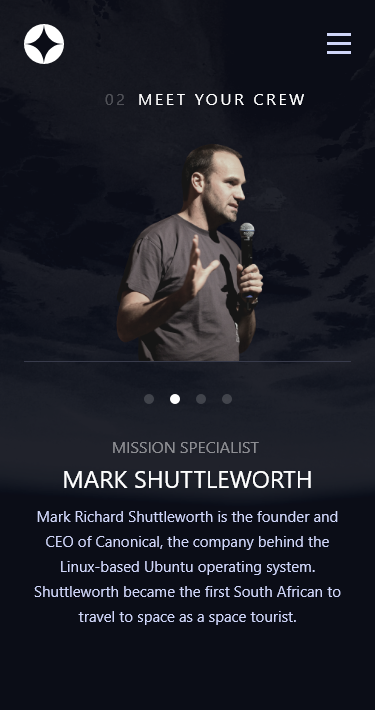 02 MEET YOUR CREW
MISSION SPECIALIST
MARK SHUTTLEWORTH
Mark Richard Shuttleworth is the founder and
CEO of Canonical, the company behind the
Linux-based Ubuntu operating system.
Shuttleworth became the first South African to
travel to space as a space tourist.